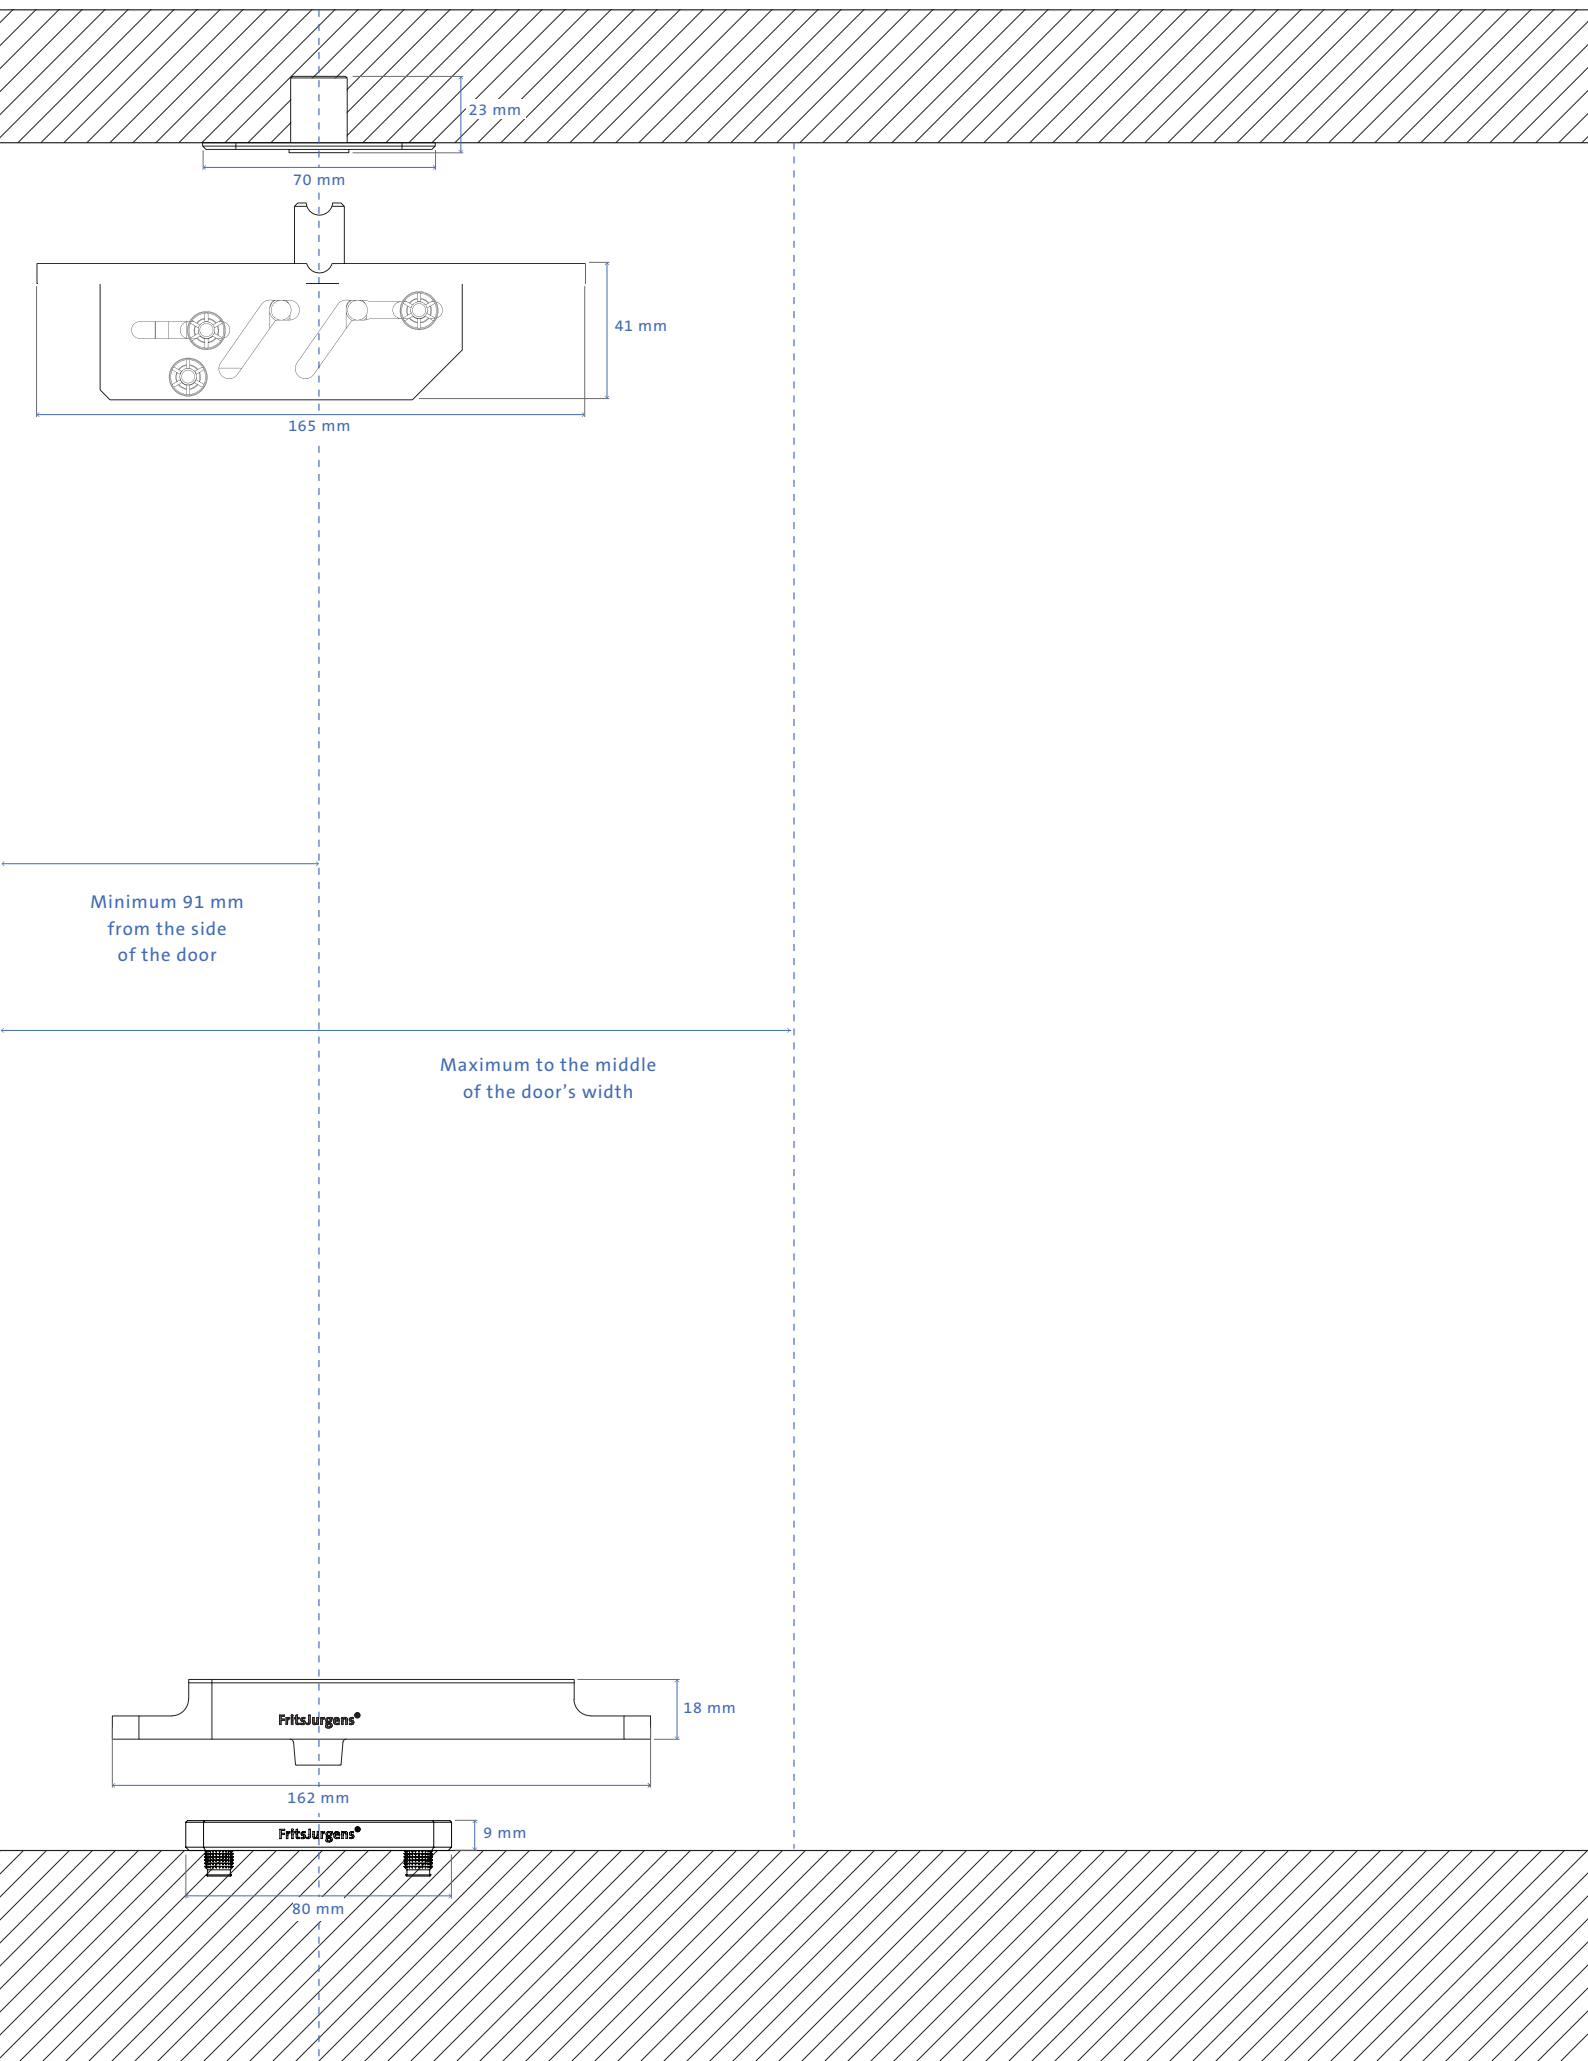 23 mm
70 mm
41 mm
165 mm
Minimum 91 mm
from the side
of the door
Maximum to the middle
of the door’s width
FritsJurgens®
18 mm
162 mm
FritsJurgens®
9 mm
80 mm